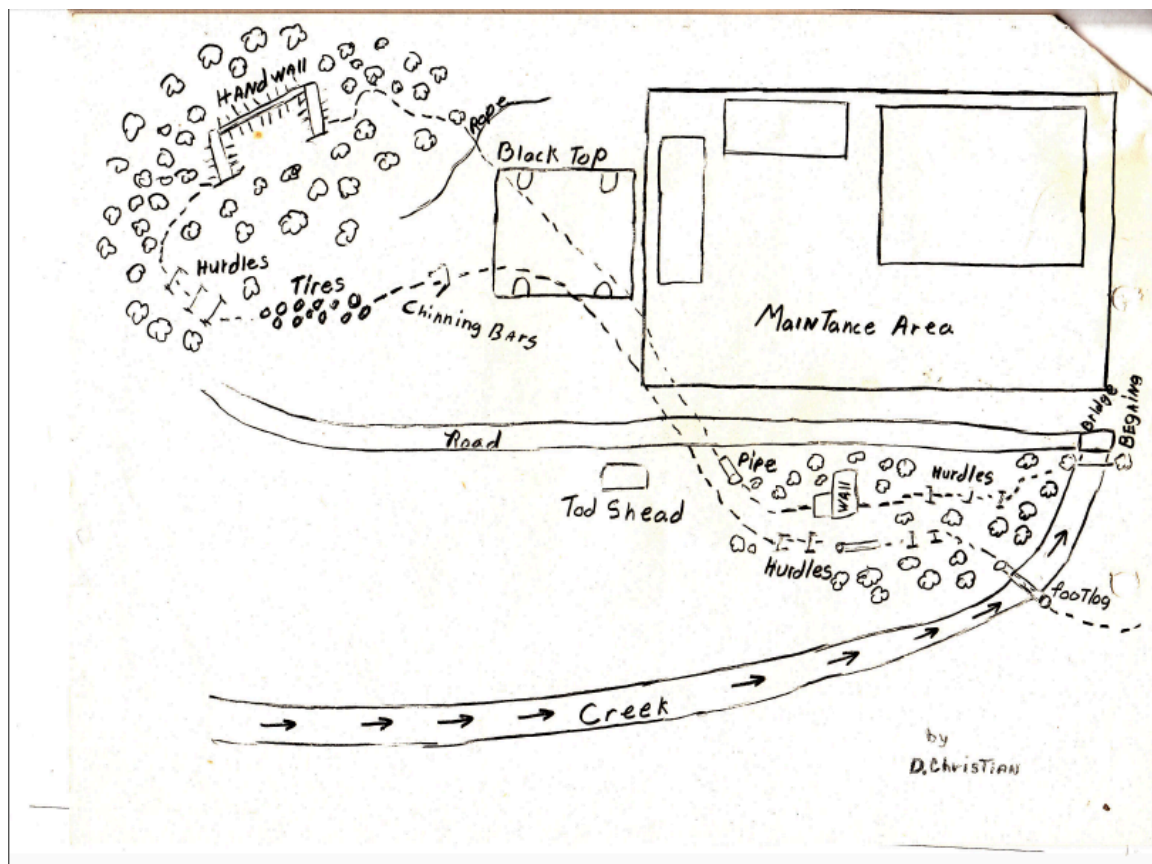 HANDWALL
Rope
Black Top
Hurdles
Tires
Chinning BARS
MainTance Area
Bridge
BEGAING
Road
Pipe
WAll
Hurdles
Tod Shead
Hurdles
fooTlog
Creek
by
D.ChrisTIAN